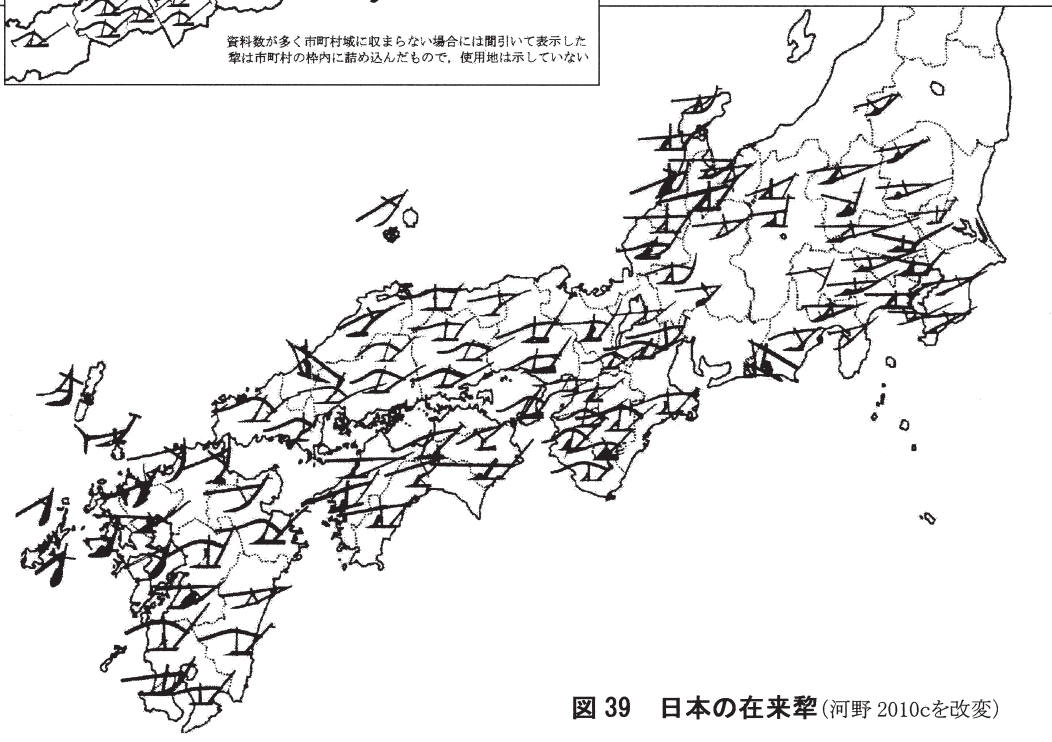 資料数が多く市町村域に収まらない場合には間引いて表示した
犂は市町村の枠内に詰め込んだもので，使用地は示していない
図 39　日本の在来犂(河野 2010cを改変)